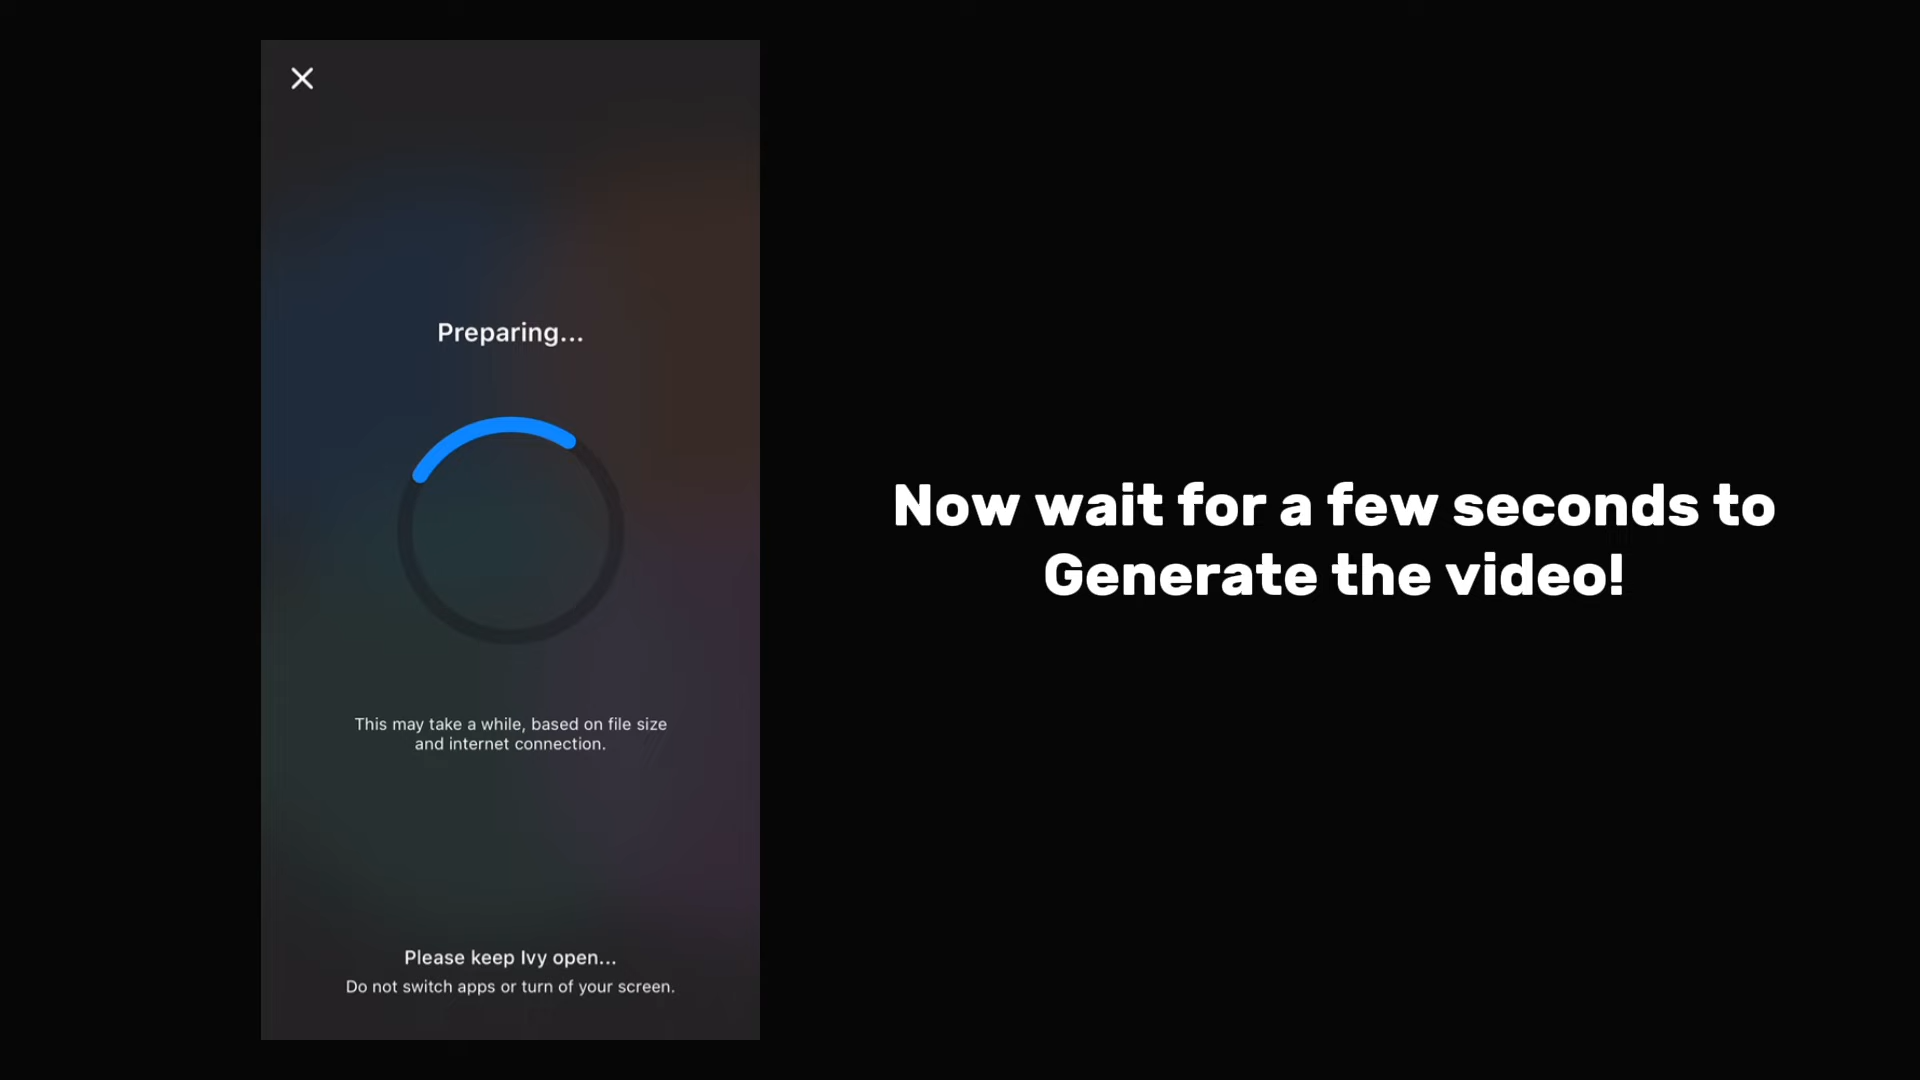 Preparing...
Now wait for a few seconds to
Generate the video!
This may take a while, based on file size
and internet connection.
Please keep Ivy open...
Do not switch apps or turn of your screen.